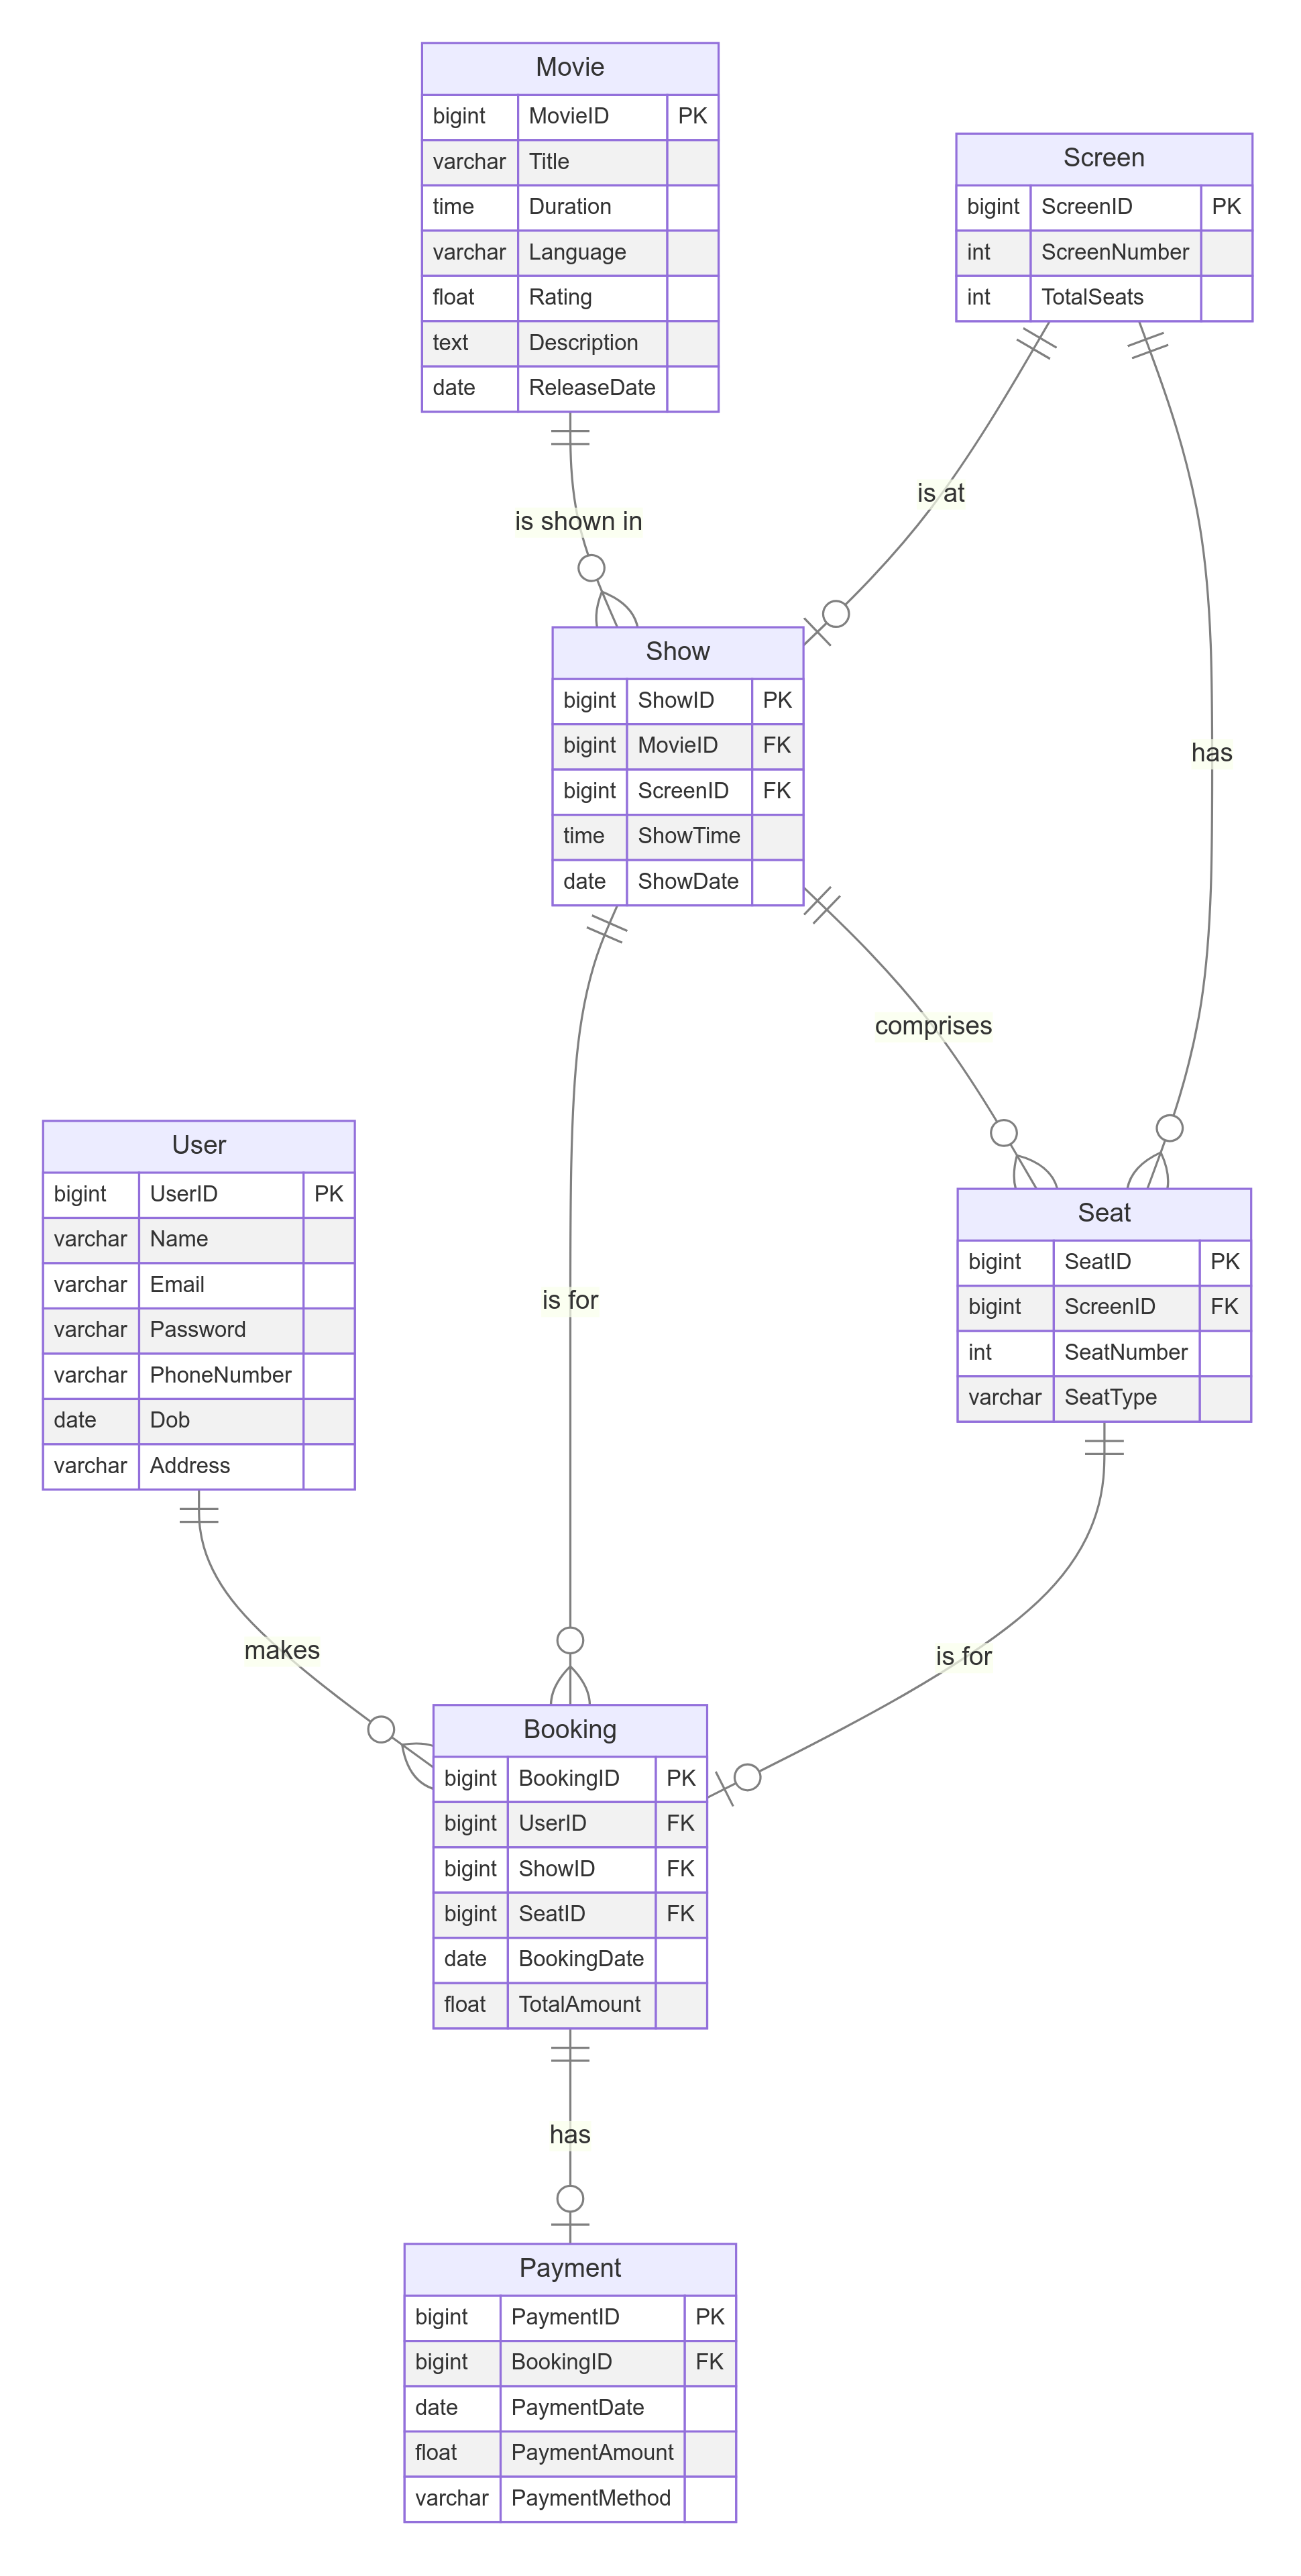 Movie
bigint MovieID PK
varchar Title
time Duration
varchar Language
float Rating
text Description
date ReleaseDate
Screen
bigint ScreenID PK
int ScreenNumber
int TotalSeats
is at
is shown in
has
Show
bigint ShowID PK
bigint MovieID FK
bigint ScreenID FK
time ShowTime
date ShowDate
comprises
User
bigint UserID PK
varchar Name
varchar Email
varchar Password
varchar PhoneNumber
date Dob
varchar Address
is for
Seat
bigint SeatID PK
bigint ScreenID FK
int SeatNumber
varchar SeatType
makes
is for
Booking
bigint BookingID PK
bigint UserID FK
bigint ShowID FK
bigint SeatID FK
date BookingDate
float TotalAmount
has
Payment
bigint PaymentID PK
bigint BookingID FK
date PaymentDate
float PaymentAmount
varchar PaymentMethod